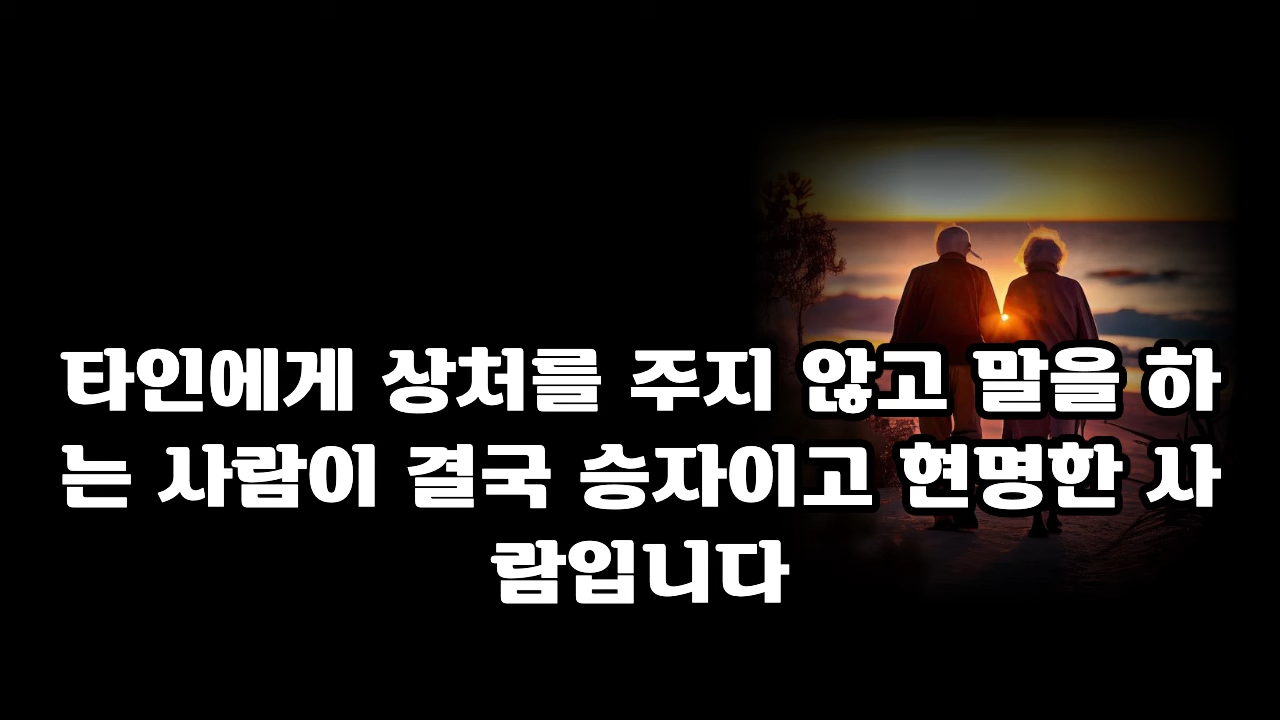 타인에게 상처를 주지 않고 말을 하
는 사람이 결국 승자이고 현명한 사
람입니다